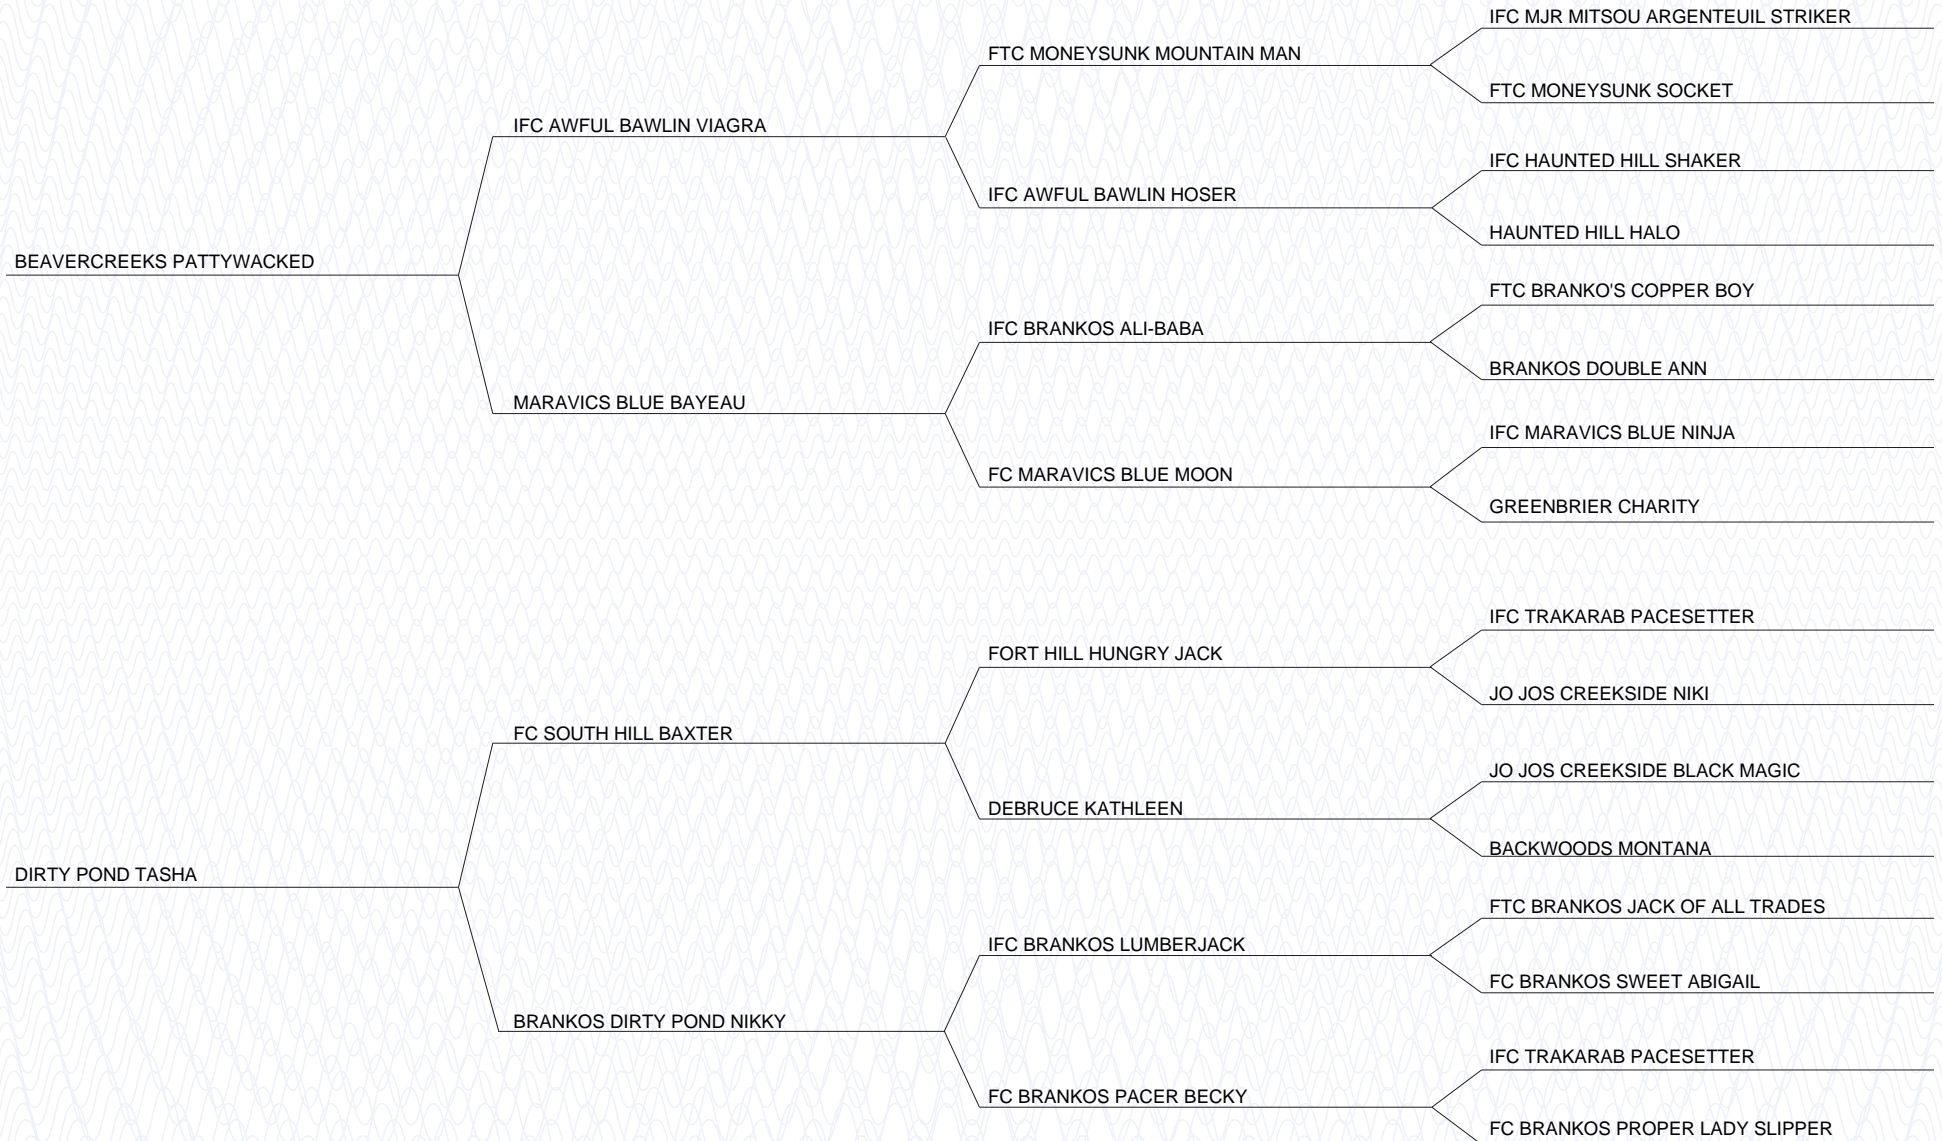 BEAVERCREEKS PATTYWACKED
IFC AWFUL BAWLIN VIAGRA
FTC MONEYSUNK MOUNTAIN MAN
IFC MJR MITSOU ARGENTEUIL STRIKER
FTC MONEYSUNK SOCKET
IFC AWFUL BAWLIN HOSER
IFC HAUNTED HILL SHAKER
HAUNTED HILL HALO
MARAVICS BLUE BAYEAU
IFC BRANKOS ALI-BABA
FTC BRANKO'S COPPER BOY
BRANKOS DOUBLE ANN
FC MARAVICS BLUE MOON
IFC MARAVICS BLUE NINJA
GREENBRIER CHARITY
DIRTY POND TASHA
FC SOUTH HILL BAXTER
FORT HILL HUNGRY JACK
IFC TRAKARAB PACESETTER
JO JOS CREEKSIDE NIKI
DEBRUCE KATHLEEN
JO JOS CREEKSIDE BLACK MAGIC
BACKWOODS MONTANA
BRANKOS DIRTY POND NIKKY
IFC BRANKOS LUMBERJACK
FTC BRANKOS JACK OF ALL TRADES
FC BRANKOS SWEET ABIGAIL
FC BRANKOS PACER BECKY
IFC TRAKARAB PACESETTER
FC BRANKOS PROPER LADY SLIPPER